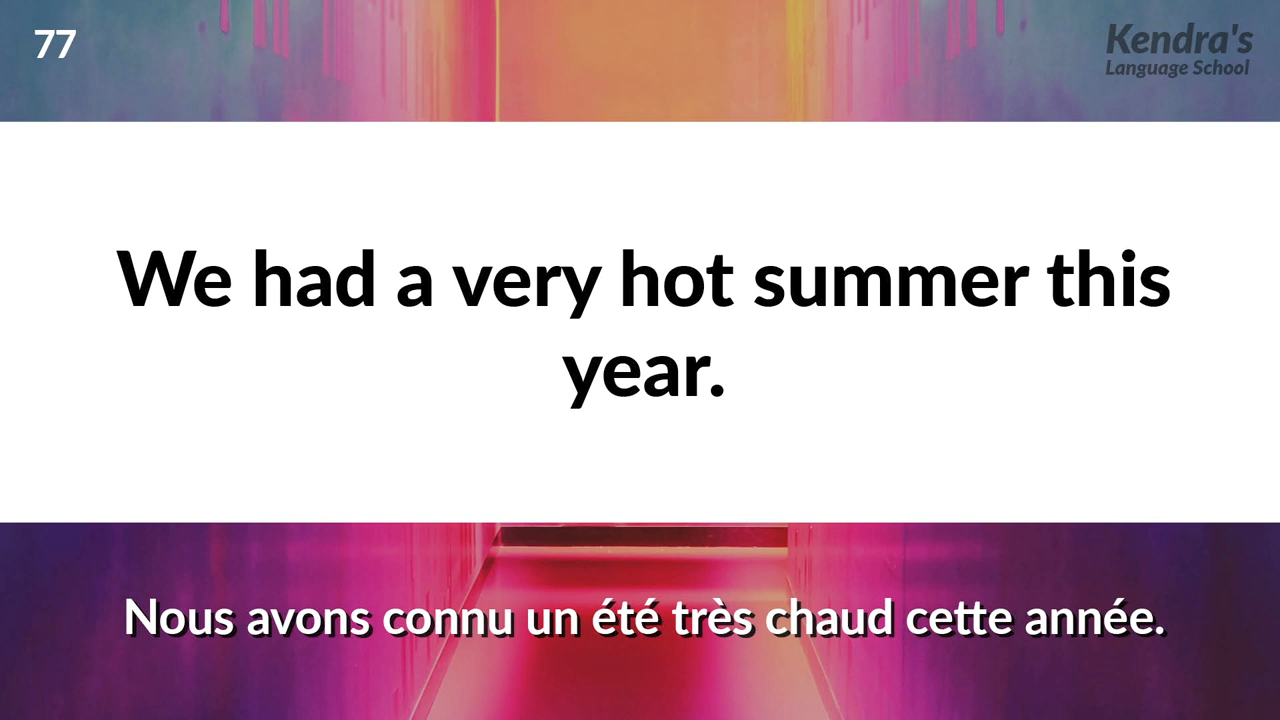 77
Kendra's
Language School
We had a very hot summer this
year.
Nous avons connu un été très chaud cette année.